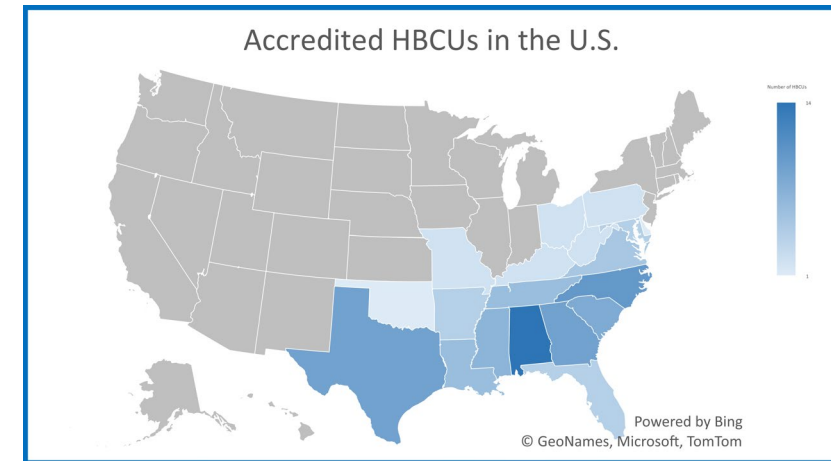 Accredited HBCUs in the U.S.
Number of HBCUs
14
1
Powered by Bing
© GeoNames, Microsoft, TomTom